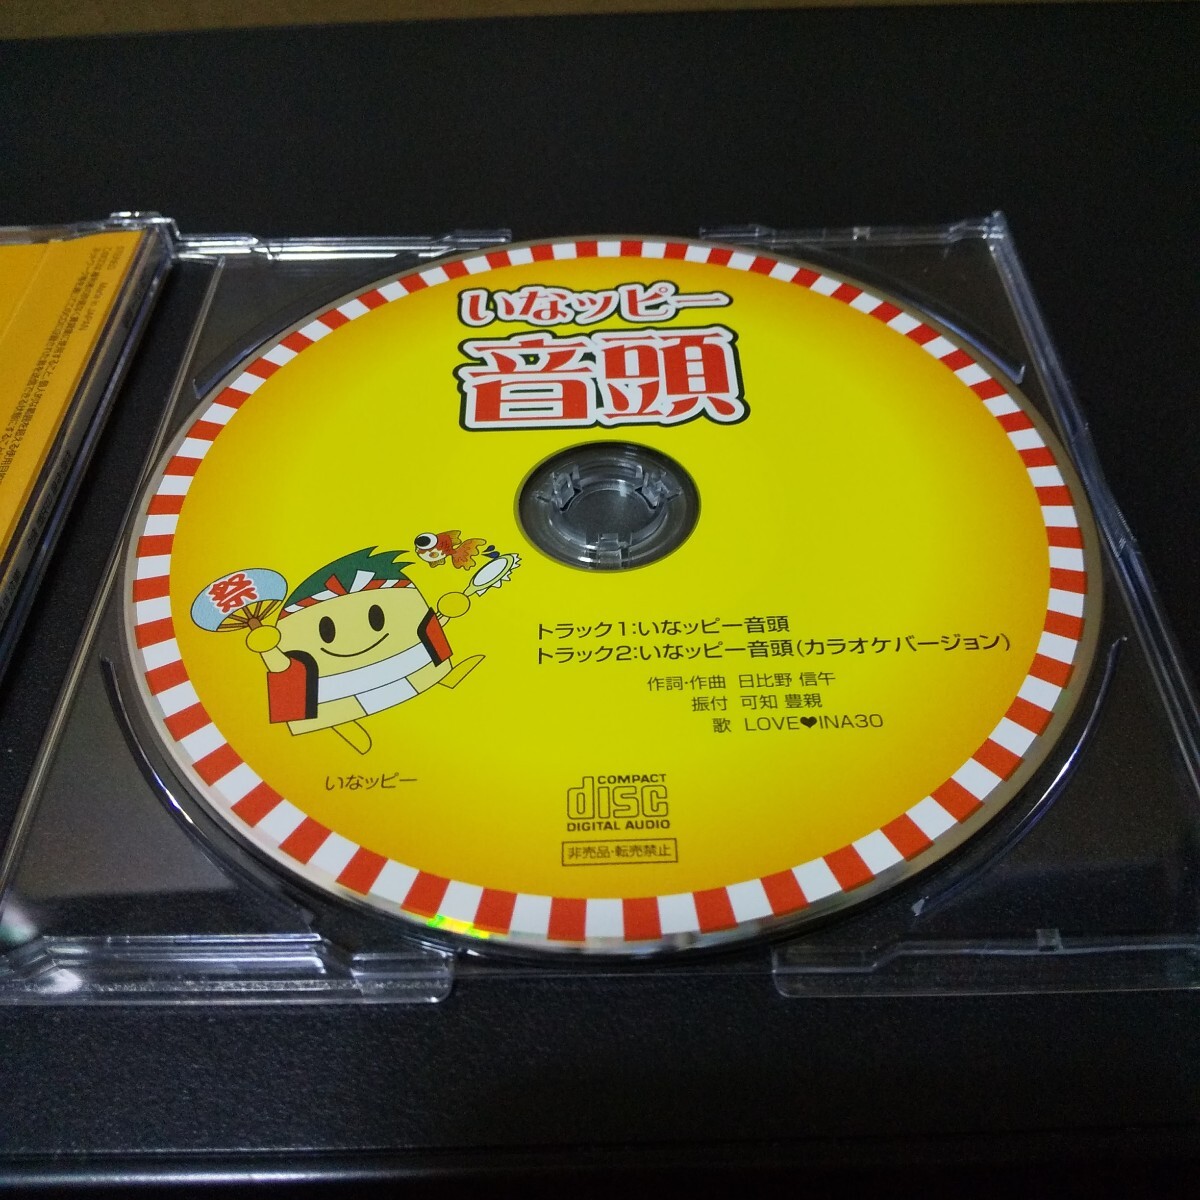 いなッピー
音頭
祭
トラック1:いなッピー音頭
トラック2:いなッピー音頭(カラオケバージョン)
作詞・作曲 日比野 信午
振付 可知 豊親
歌 LOVE❤INA30
いなッピー
COMPACT
disc
DIGITAL AUDIO
非売品・転売禁止